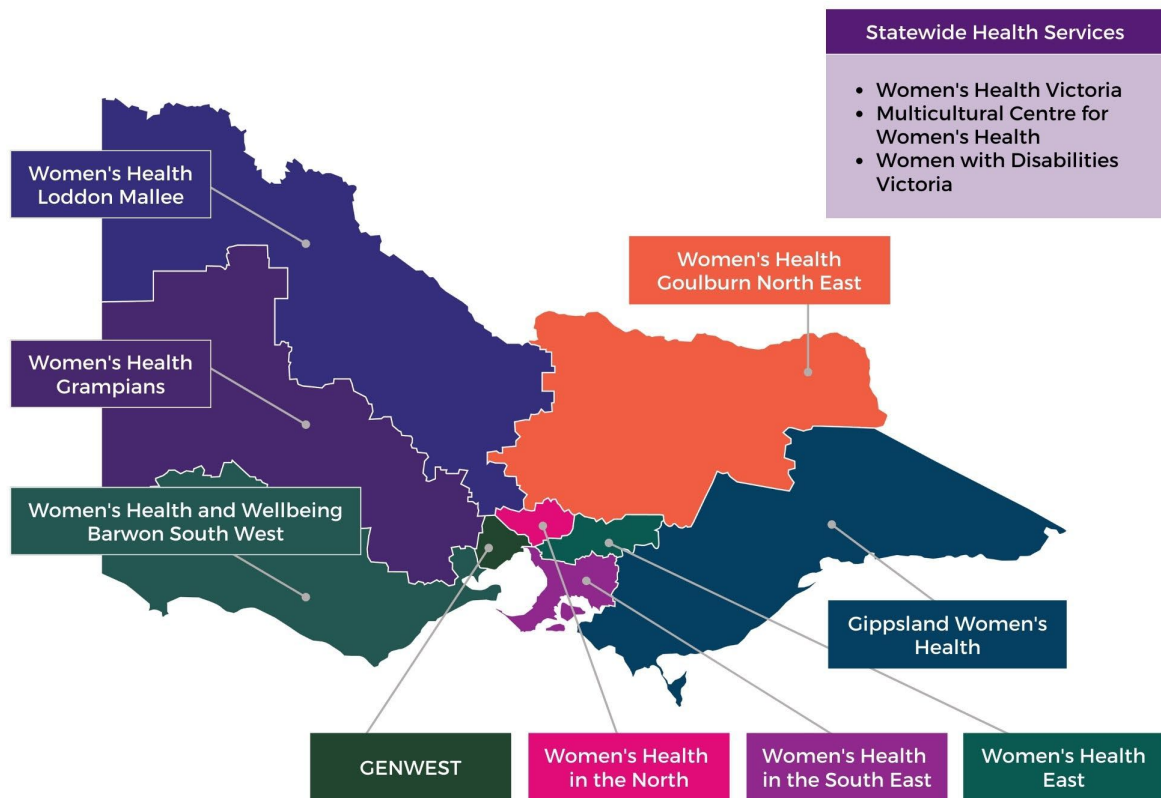 Statewide Health Services
• Women's Health Victoria
• Multicultural Centre for
Women's Health
• Women with Disabilities
Victoria
Women's Health
Loddon Mallee
Women's Health
Goulburn North East
Women's Health
Grampians
Women's Health and Wellbeing
Barwon South West
Gippsland Women's
Health
GENWEST
Women's Health
in the North
Women's Health
in the South East
Women's Health
East